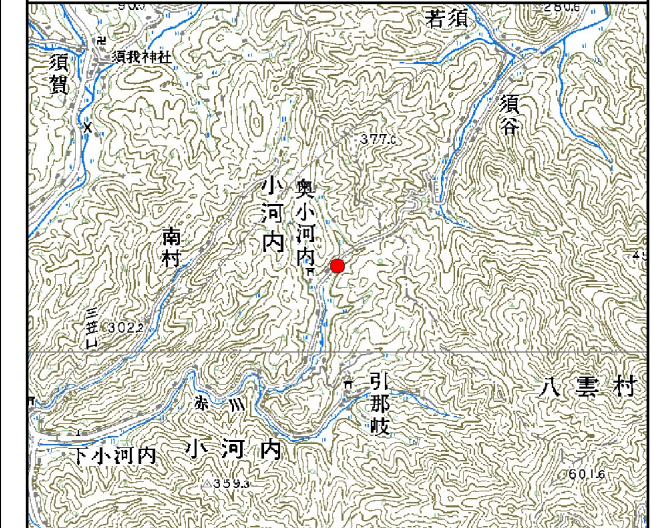 若須
280.6
須我神社
須賀
須谷
377.0
小河内
奥小河内
南村
三笠山
302.2
引那岐
八雲村
赤川
下小河内
小河内
359.3
601.6